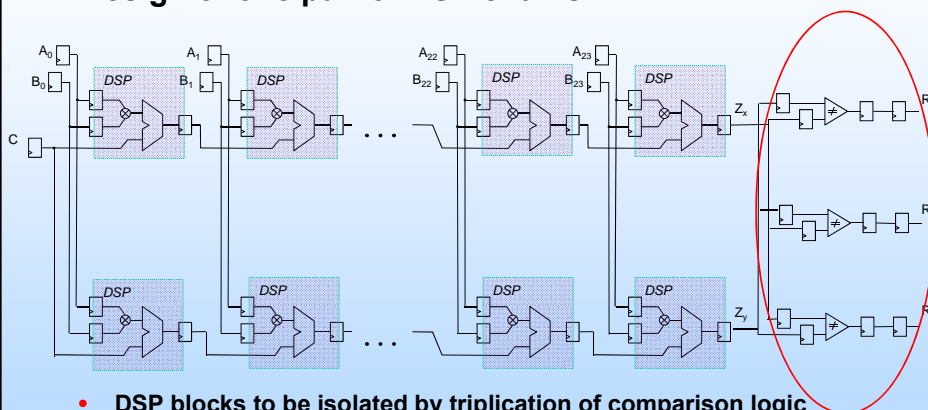 A0 A1 A22 A23
B0 DSP B1 DSP B22 DSP B23 DSP
Zx R
C
≠
. . .
≠ R
DSP DSP DSP DSP
Zy R
≠
. . .
• DSP blocks to be isolated by triplication of comparison logic